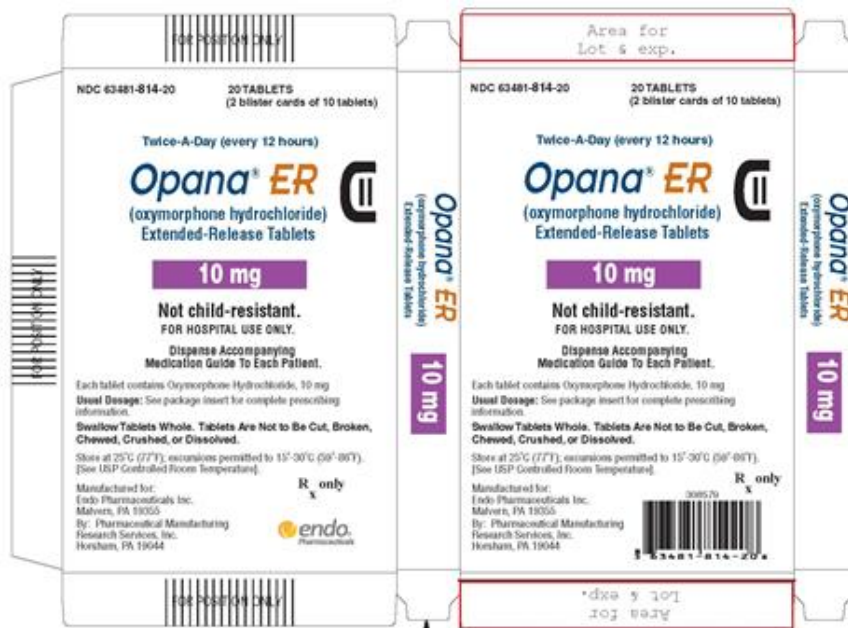 FOR POSITION ONLY
NDC 63481-814-20
20 TABLETS
(2 blister cards of 10 tablets)
Twice-A-Day (every 12 hours)
Opana® ER
CII
(oxymorphone hydrochloride)
Extended-Release Tablets
10 mg
Not child-resistant.
FOR HOSPITAL USE ONLY.
Dispense Accompanying
Medication Guide To Each Patient.
Each tablet contains Oxymorphone Hydrochloride, 10 mg
Usual Dosage: See package insert for complete prescribing
information.
Swallow Tablets Whole. Tablets Are Not to Be Cut, Broken,
Chewed, Crushed, or Dissolved.
Store at 25°C (77°F); excursions permitted to 15°-30°C (59°-86°F).
[See USP Controlled Room Temperature].
Rx only
Manufactured for:
Endo Pharmaceuticals Inc.
Malvern, PA 19355
By: Pharmaceutical Manufacturing
Research Services, Inc.
Horsham, PA 19044
endo
Pharmaceuticals
FOR POSITION ONLY
FOR POSITION ONLY
Opana® ER
(oxymorphone hydrochloride)
Extended-Release Tablets
10 mg
Area for
Lot & exp.
NDC 63481-814-20
20 TABLETS
(2 blister cards of 10 tablets)
Twice-A-Day (every 12 hours)
Opana® ER
CII
(oxymorphone hydrochloride)
Extended-Release Tablets
10 mg
Not child-resistant.
FOR HOSPITAL USE ONLY.
Dispense Accompanying
Medication Guide To Each Patient.
Each tablet contains Oxymorphone Hydrochloride, 10 mg
Usual Dosage: See package insert for complete prescribing
information.
Swallow Tablets Whole. Tablets Are Not to Be Cut, Broken,
Chewed, Crushed, or Dissolved.
Store at 25°C (77°F); excursions permitted to 15°-30°C (59°-86°F).
[See USP Controlled Room Temperature].
Rx only
Manufactured for:
Endo Pharmaceuticals Inc.
Malvern, PA 19355
By: Pharmaceutical Manufacturing
Research Services, Inc.
Horsham, PA 19044
3 63481-814-20
Area for
Lot & exp.
Opana® ER
(oxymorphone hydrochloride)
Extended-Release Tablets
10 mg